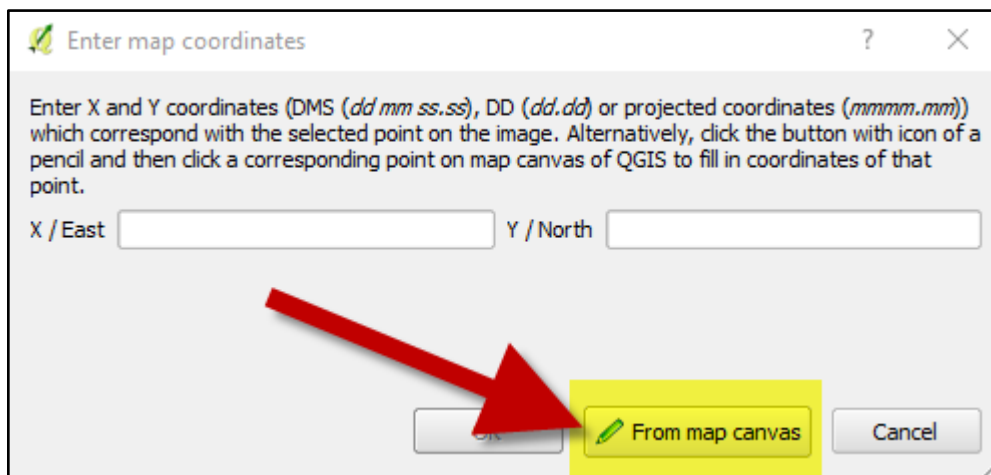 Enter map coordinates ?
Enter X and Y coordinates (DMS (dd mm ss.ss), DD (dd.dd) or projected coordinates (mmmm.mm))
which correspond with the selected point on the image. Alternatively, click the button with icon of a
pencil and then click a corresponding point on map canvas of QGIS to fill in coordinates of that
point.
X / East Y / North
From map canvas Cancel